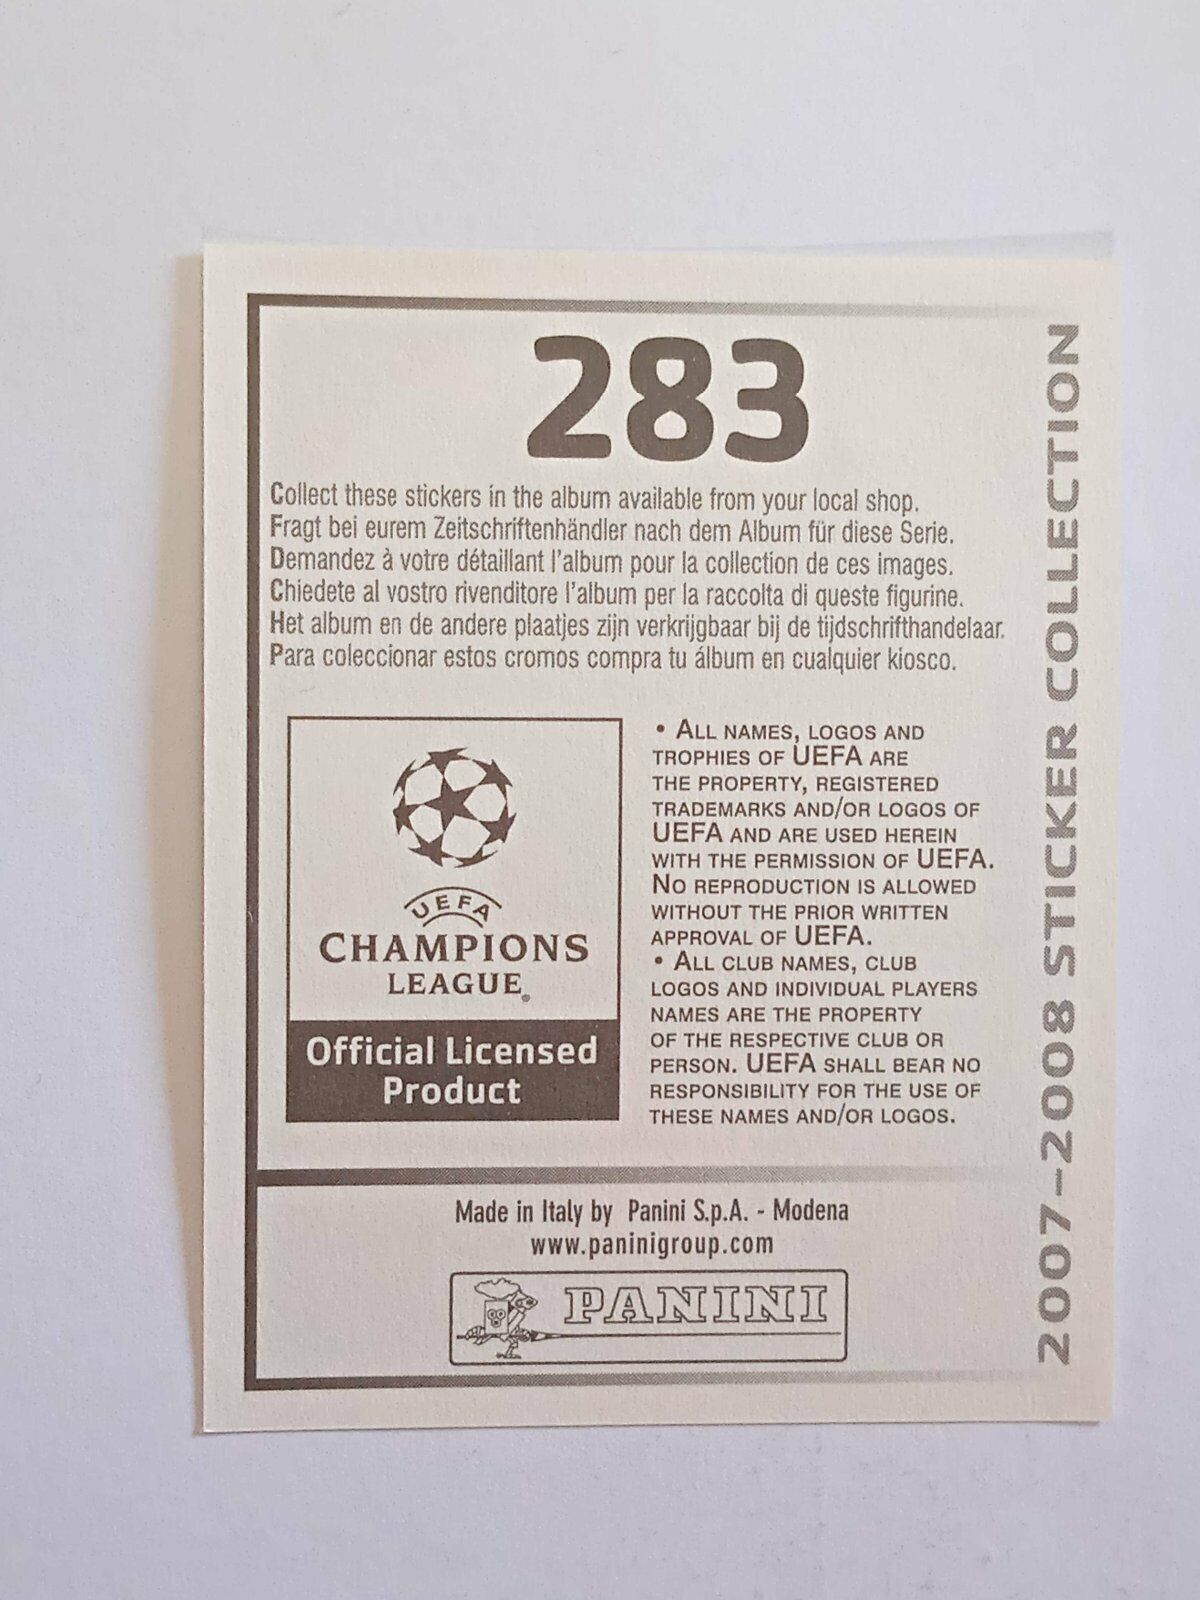 283
Collect these stickers in the album available from your local shop.
Fragt bei eurem Zeitschriftenhändler nach dem Album für diese Serie.
Demandez à votre détaillant l'album pour la collection de ces images.
Chiedete al vostro rivenditore l'album per la raccolta di queste figurine.
Het album en de andere plaatjes zijn verkrijgbaar bij de tijdschrifthandelaar.
Para coleccionar estos cromos compra tu álbum en cualquier kiosco.
UEFA
CHAMPIONS
LEAGUE®
Official Licensed
Product
• ALL NAMES, LOGOS AND
TROPHIES OF UEFA ARE
THE PROPERTY, REGISTERED
TRADEMARKS AND/OR LOGOS OF
UEFA AND ARE USED HEREIN
WITH THE PERMISSION OF UEFA.
NO REPRODUCTION IS ALLOWED
WITHOUT THE PRIOR WRITTEN
APPROVAL OF UEFA.
• ALL CLUB NAMES, CLUB
LOGOS AND INDIVIDUAL PLAYERS
NAMES ARE THE PROPERTY
OF THE RESPECTIVE CLUB OR
PERSON. UEFA SHALL BEAR NO
RESPONSIBILITY FOR THE USE OF
THESE NAMES AND/OR LOGOS.
Made in Italy by Panini S.p.A. - Modena
www.paninigroup.com
PANINI
2007–2008 STICKER COLLECTION